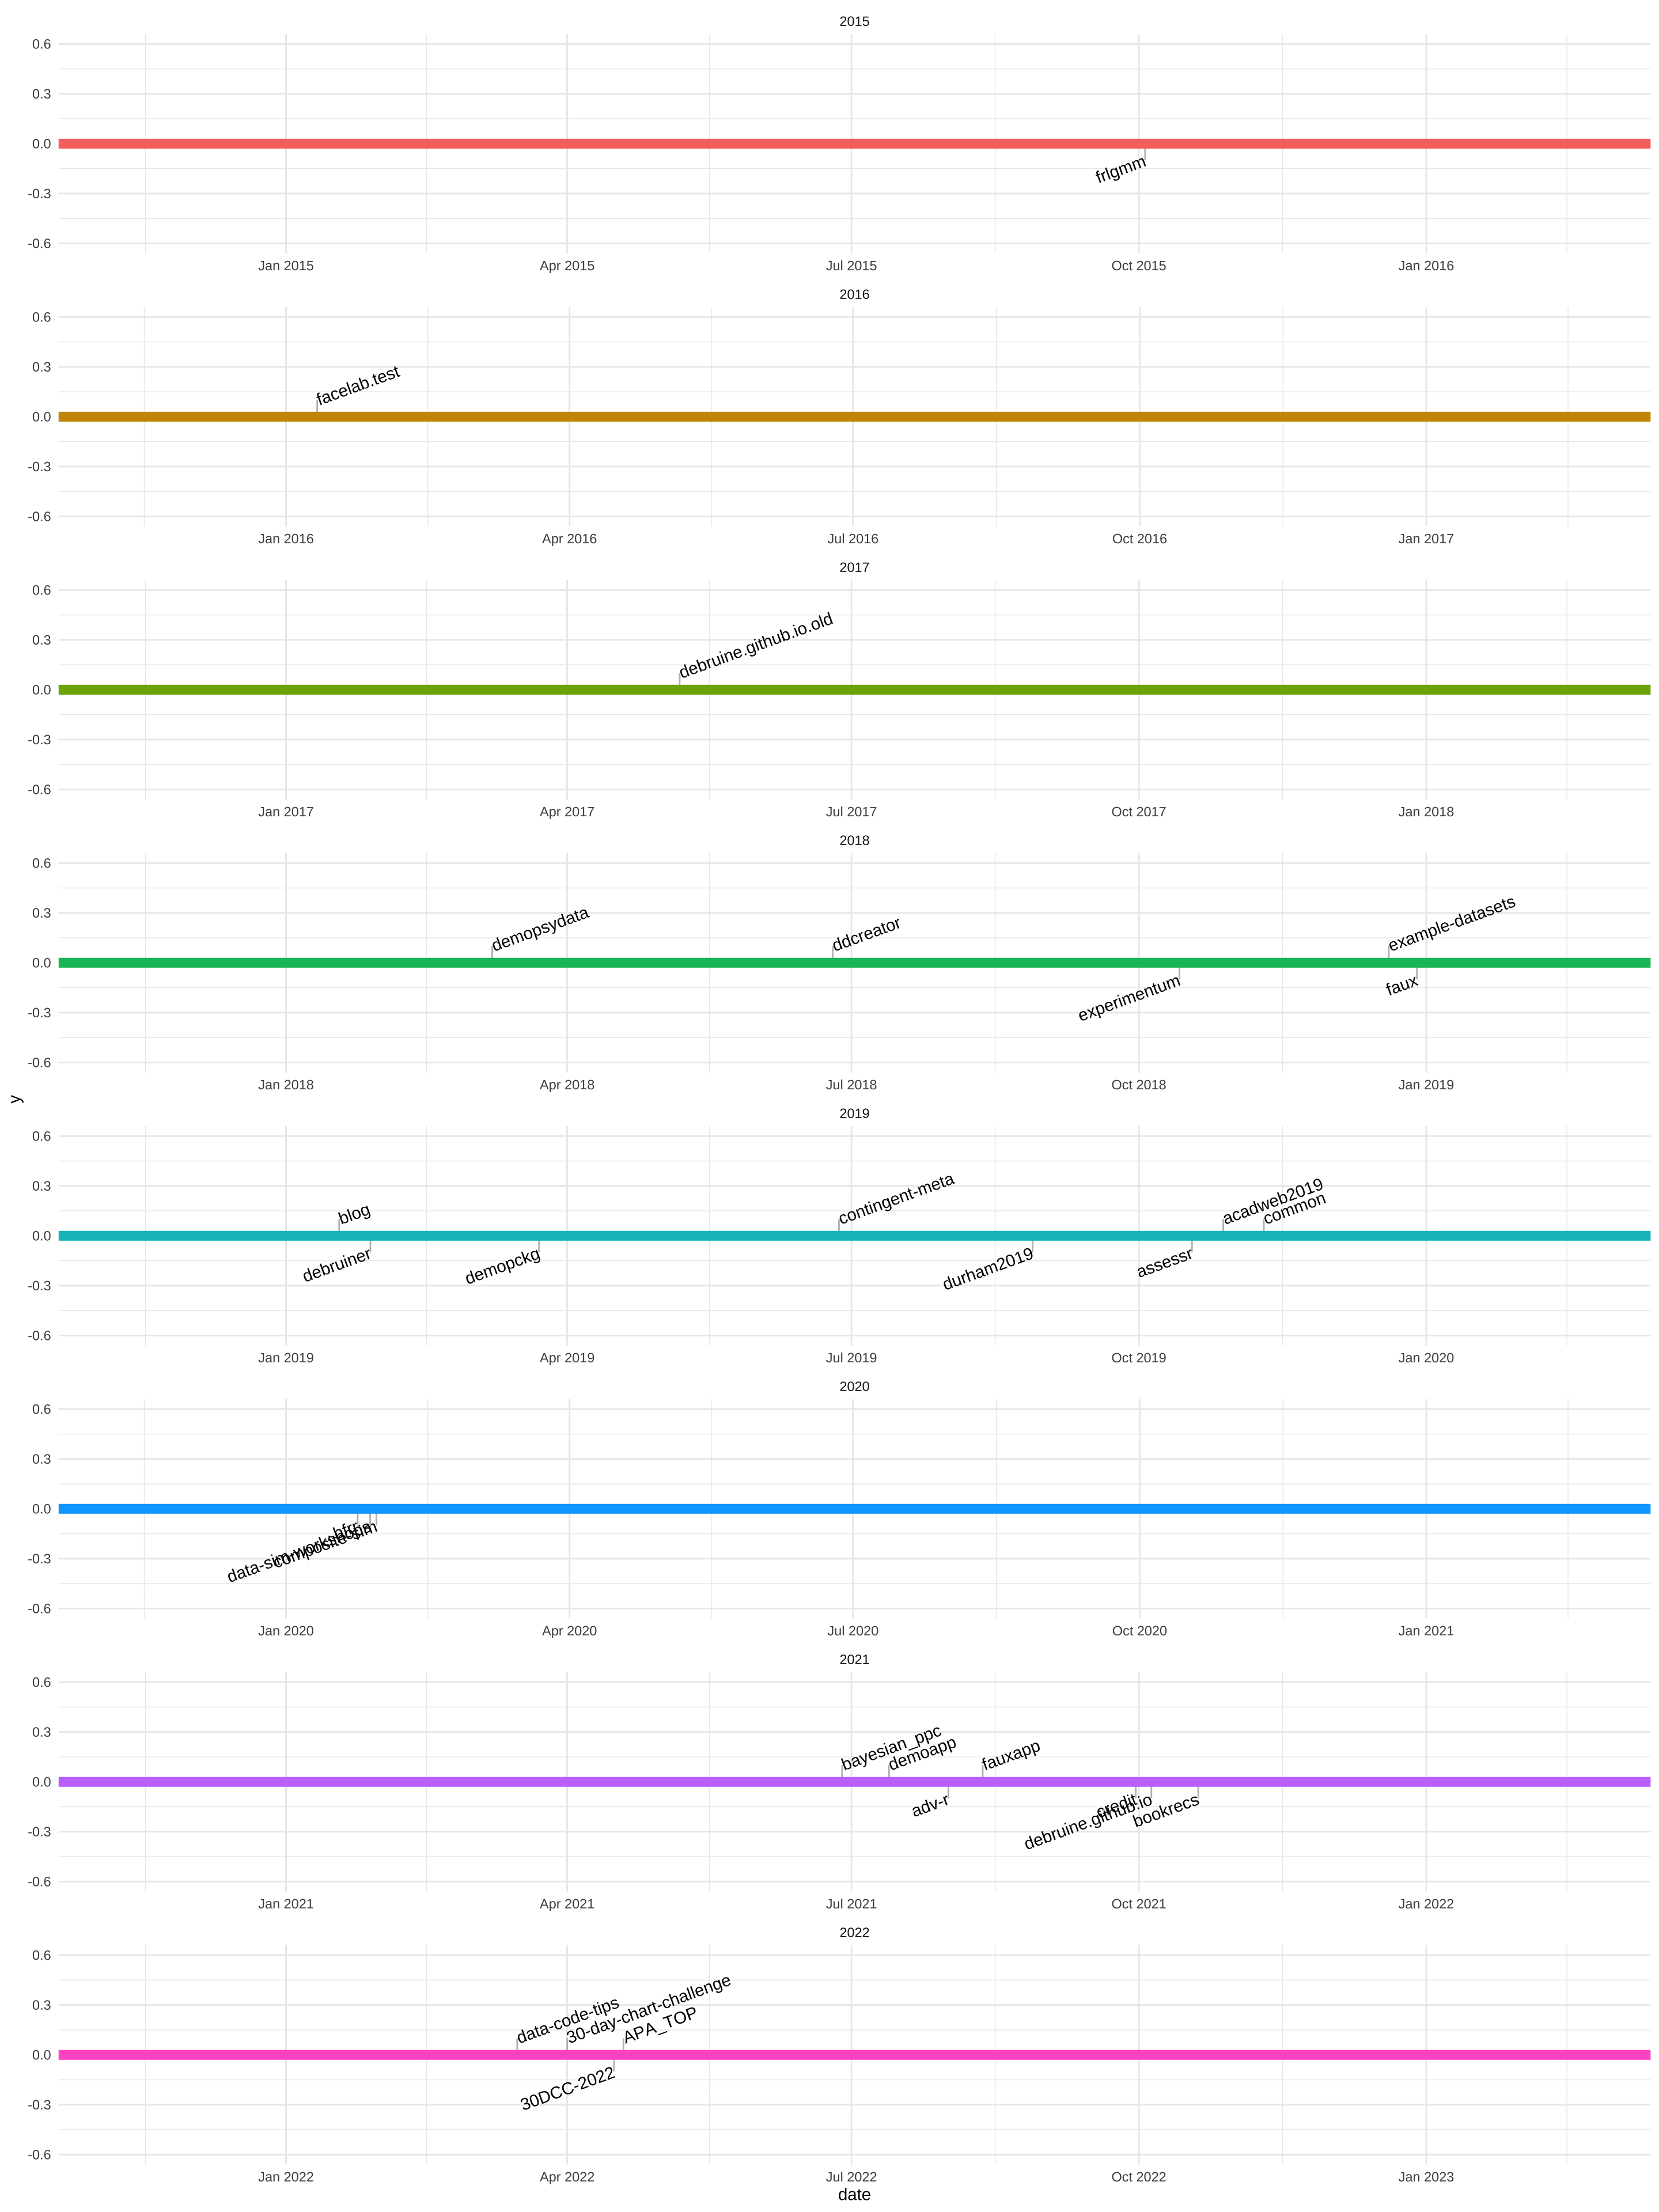 2015
0.6
0.3
0.0
-0.3
-0.6
frlgmm
Jan 2015 Apr 2015 Jul 2015 Oct 2015 Jan 2016
2016
0.6
0.3
0.0
-0.3
-0.6
facelab.test
Jan 2016 Apr 2016 Jul 2016 Oct 2016 Jan 2017
2017
0.6
0.3
0.0
-0.3
-0.6
debruine.github.io.old
Jan 2017 Apr 2017 Jul 2017 Oct 2017 Jan 2018
2018
0.6
0.3
0.0
-0.3
-0.6
demopsydata
ddcreator
example-datasets
experimentum
faux
Jan 2018 Apr 2018 Jul 2018 Oct 2018 Jan 2019
y
2019
0.6
0.3
0.0
-0.3
-0.6
blog
contingent-meta
acadweb2019
common
debruiner
demopckg
durham2019
assessr
Jan 2019 Apr 2019 Jul 2019 Oct 2019 Jan 2020
2020
0.6
0.3
0.0
-0.3
-0.6
bfrr
data-sim-workshops
composite-sim
Jan 2020 Apr 2020 Jul 2020 Oct 2020 Jan 2021
2021
0.6
0.3
0.0
-0.3
-0.6
bayesian_ppc
demoapp
fauxapp
adv-r
credit
debruine.github.io
bookrecs
Jan 2021 Apr 2021 Jul 2021 Oct 2021 Jan 2022
2022
0.6
0.3
0.0
-0.3
-0.6
data-code-tips
30-day-chart-challenge
APA_TOP
30DCC-2022
Jan 2022 Apr 2022 Jul 2022 Oct 2022 Jan 2023
date